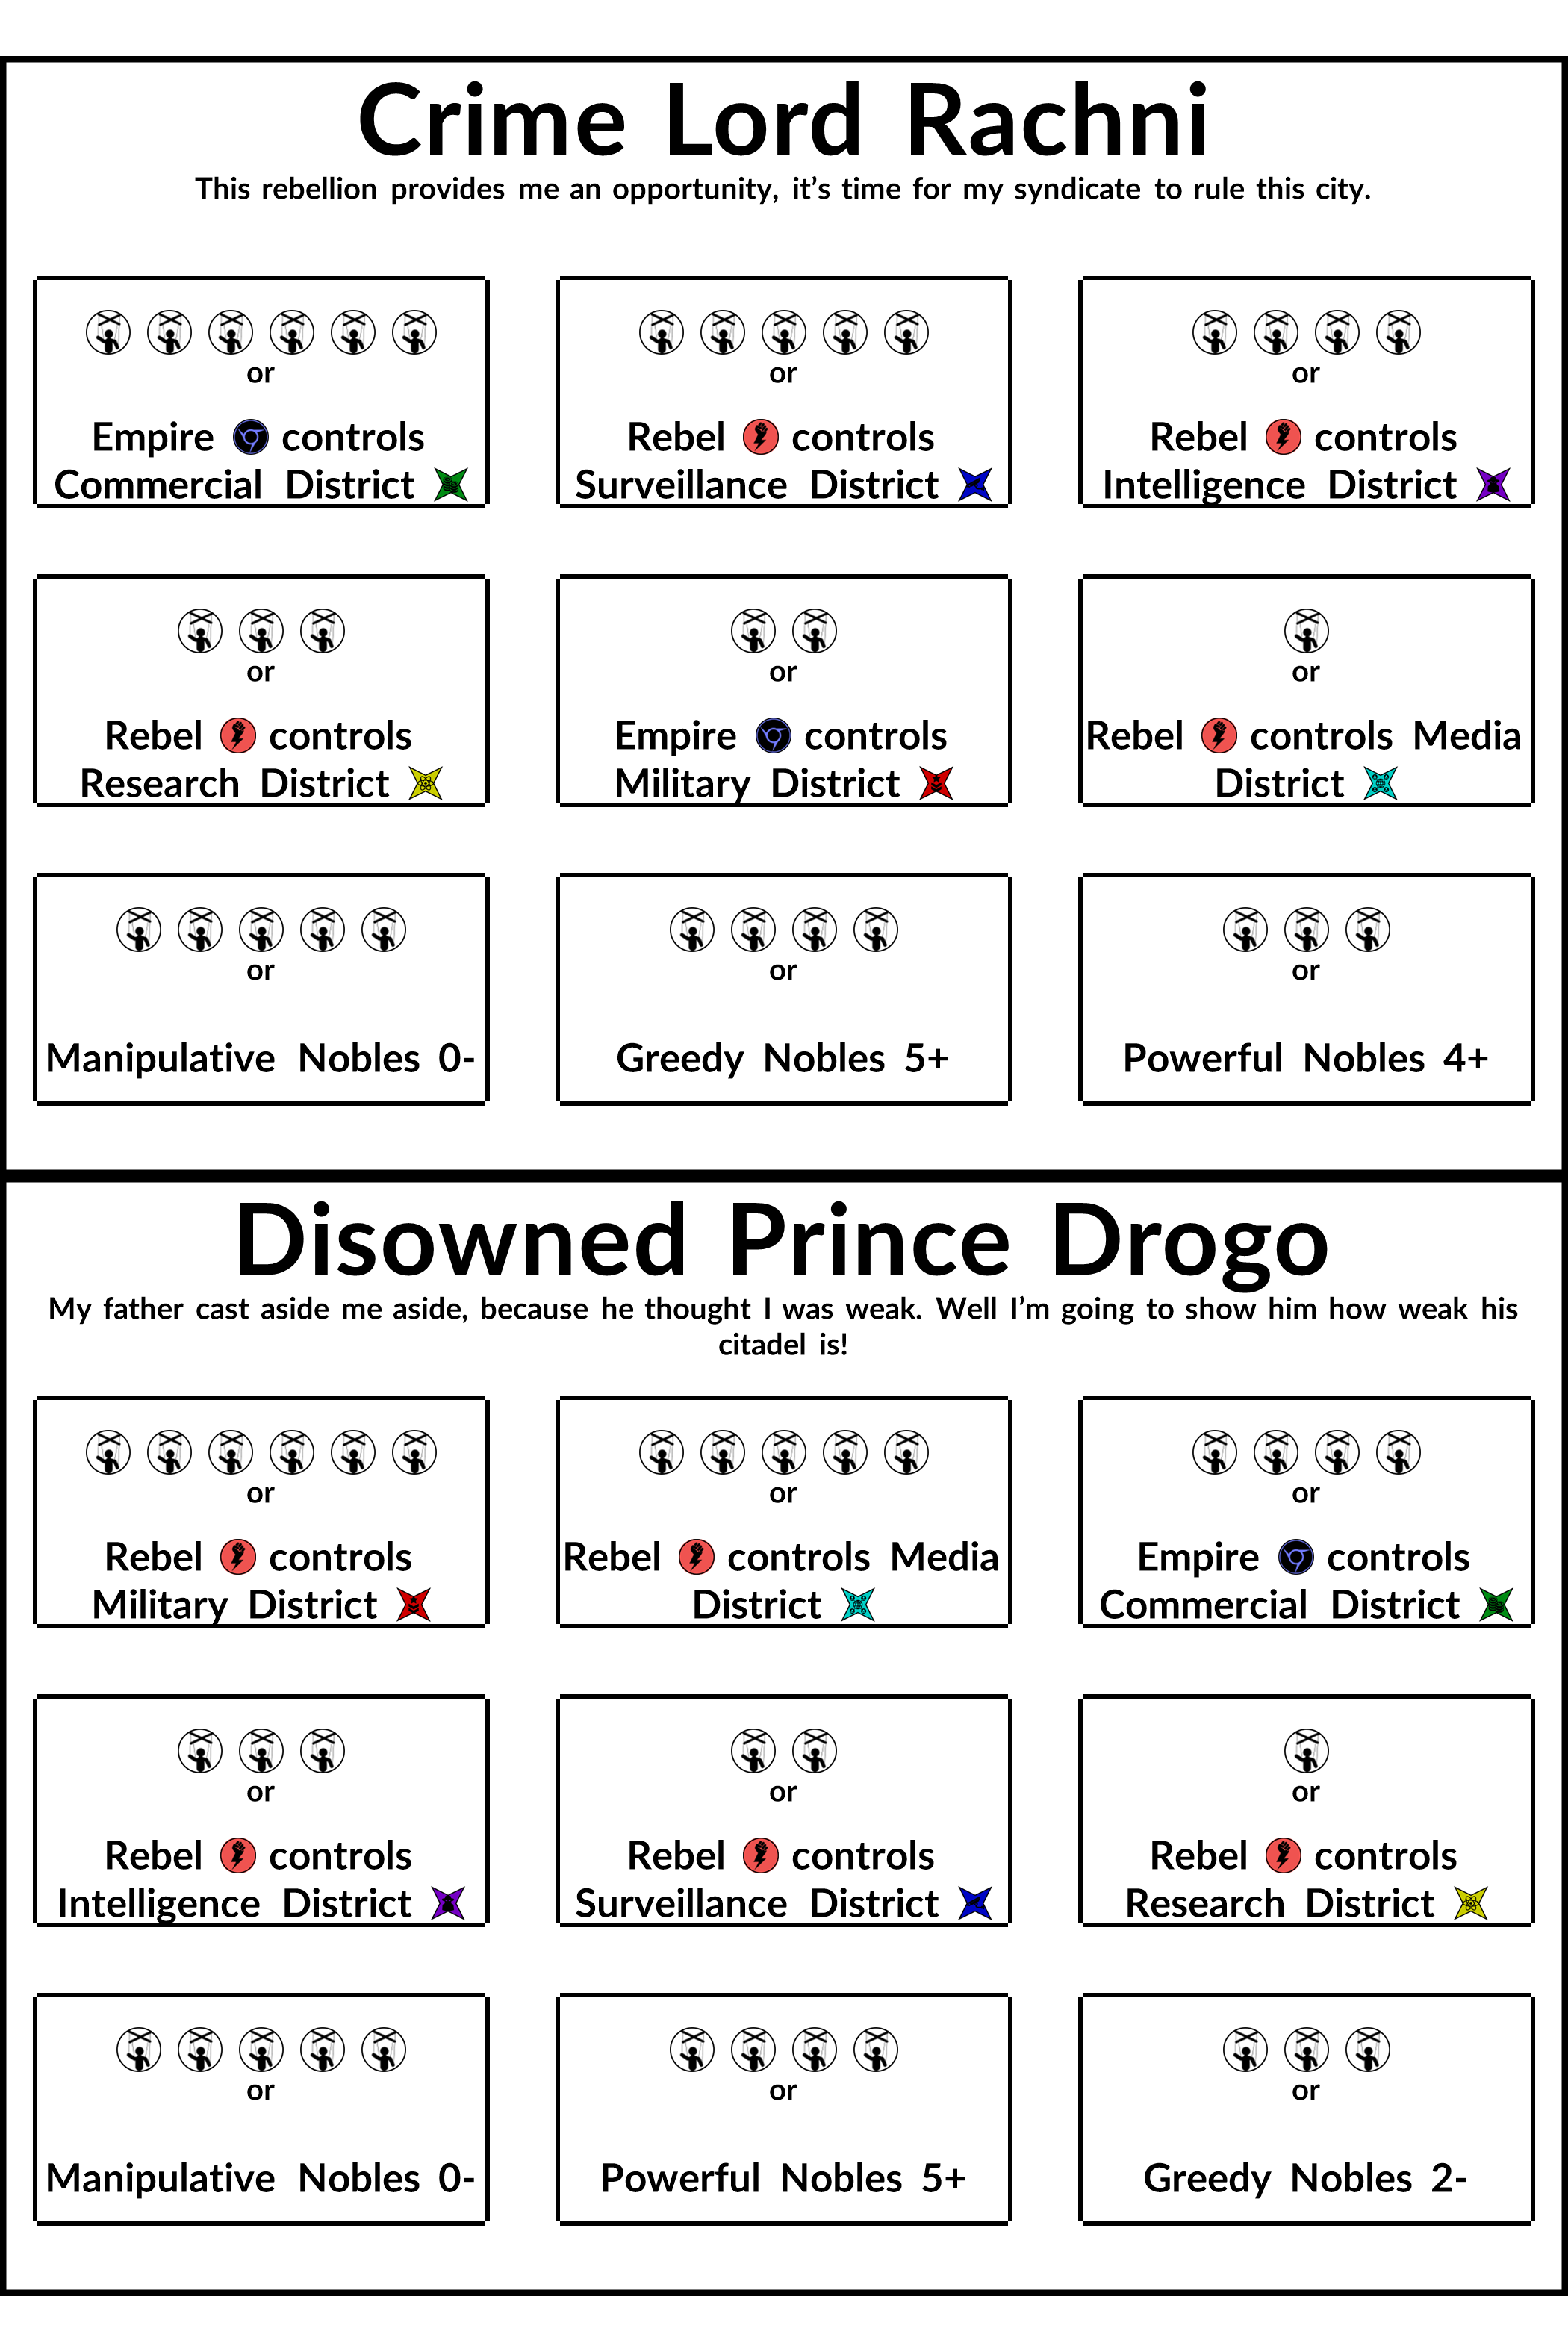 Crime Lord Rachni
This rebellion provides me an opportunity, it's time for my syndicate to rule this city.
or
Empire controls
Commercial District
or
Rebel controls
Surveillance District
or
Rebel controls
Intelligence District
or
Rebel controls
Research District
or
Empire controls
Military District
or
Rebel controls Media
District
or
Manipulative Nobles 0-
or
Greedy Nobles 5+
or
Powerful Nobles 4+
Disowned Prince Drogo
My father cast aside me aside, because he thought I was weak. Well I'm going to show him how weak his
citadel is!
or
Rebel controls
Military District
or
Rebel controls Media
District
or
Empire controls
Commercial District
or
Rebel controls
Intelligence District
or
Rebel controls
Surveillance District
or
Rebel controls
Research District
or
Manipulative Nobles 0-
or
Powerful Nobles 5+
or
Greedy Nobles 2-